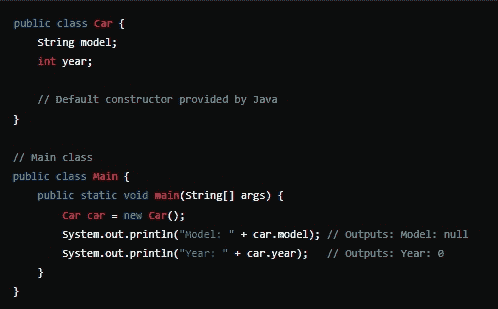 public class Car {
    String model;
    int year;

    // Default constructor provided by Java
}

// Main class
public class Main {
    public static void main(String[] args) {
        Car car = new Car();
        System.out.println("Model: " + car.model); // Outputs: Model: null
        System.out.println("Year: " + car.year);   // Outputs: Year: 0
    }
}